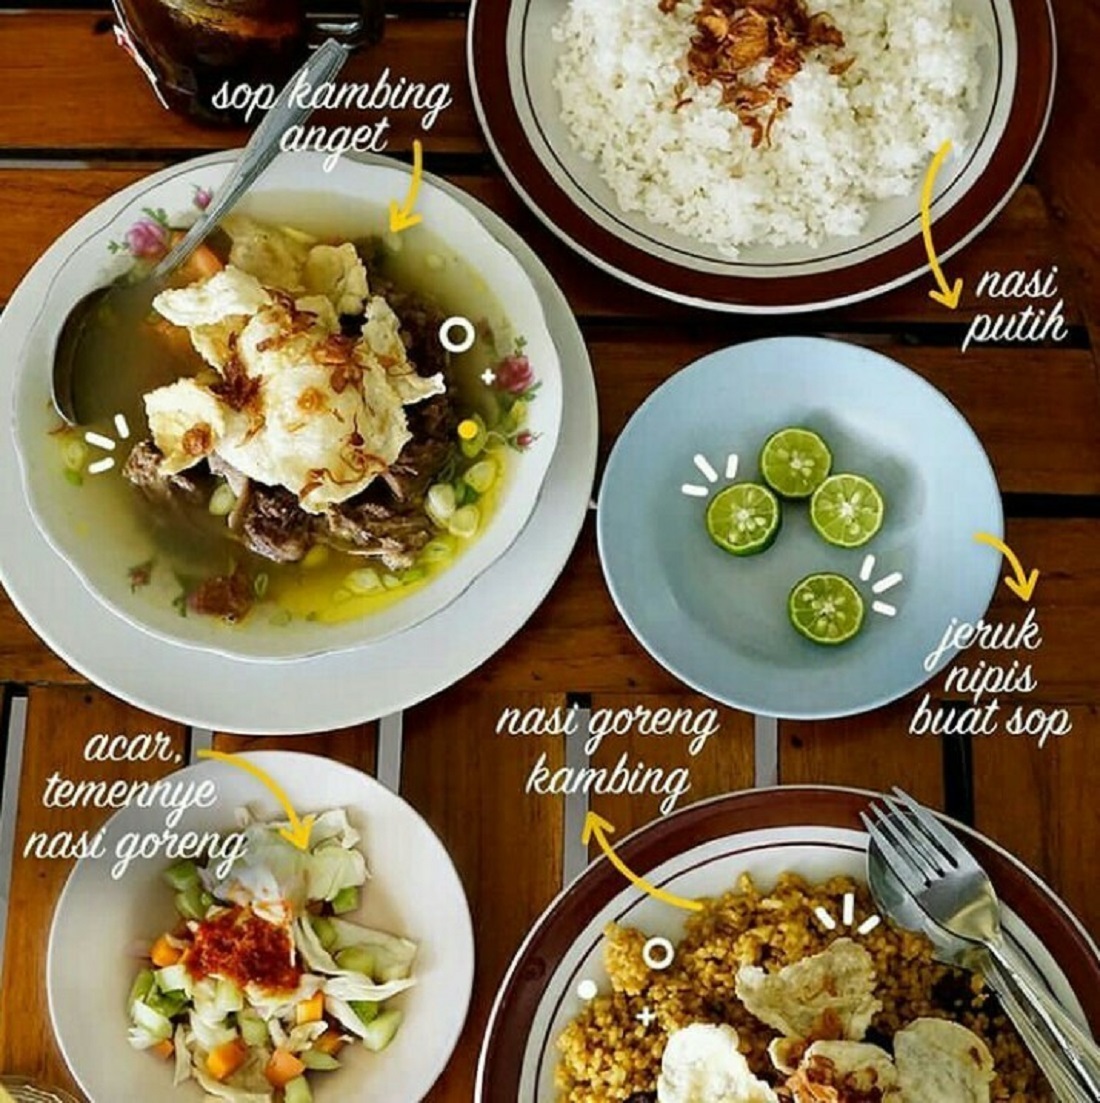 sop kambing
anget
nasi
putih
jeruk
nipis
buat sop
nasi goreng
kambing
acar,
temennye
nasi goreng